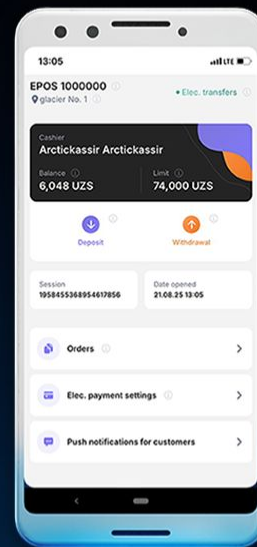 13:05
LTE
EPOS 1000000
glacier No. 1
Elec. transfers
Cashier
Arctickassir Arctickassir
Balance
6,048 UZS
Limit
74,000 UZS
Deposit
Withdrawal
Session
1958455368954617856
Date opened
21.08.25 13:05
Orders
Elec. payment settings
Push notifications for customers